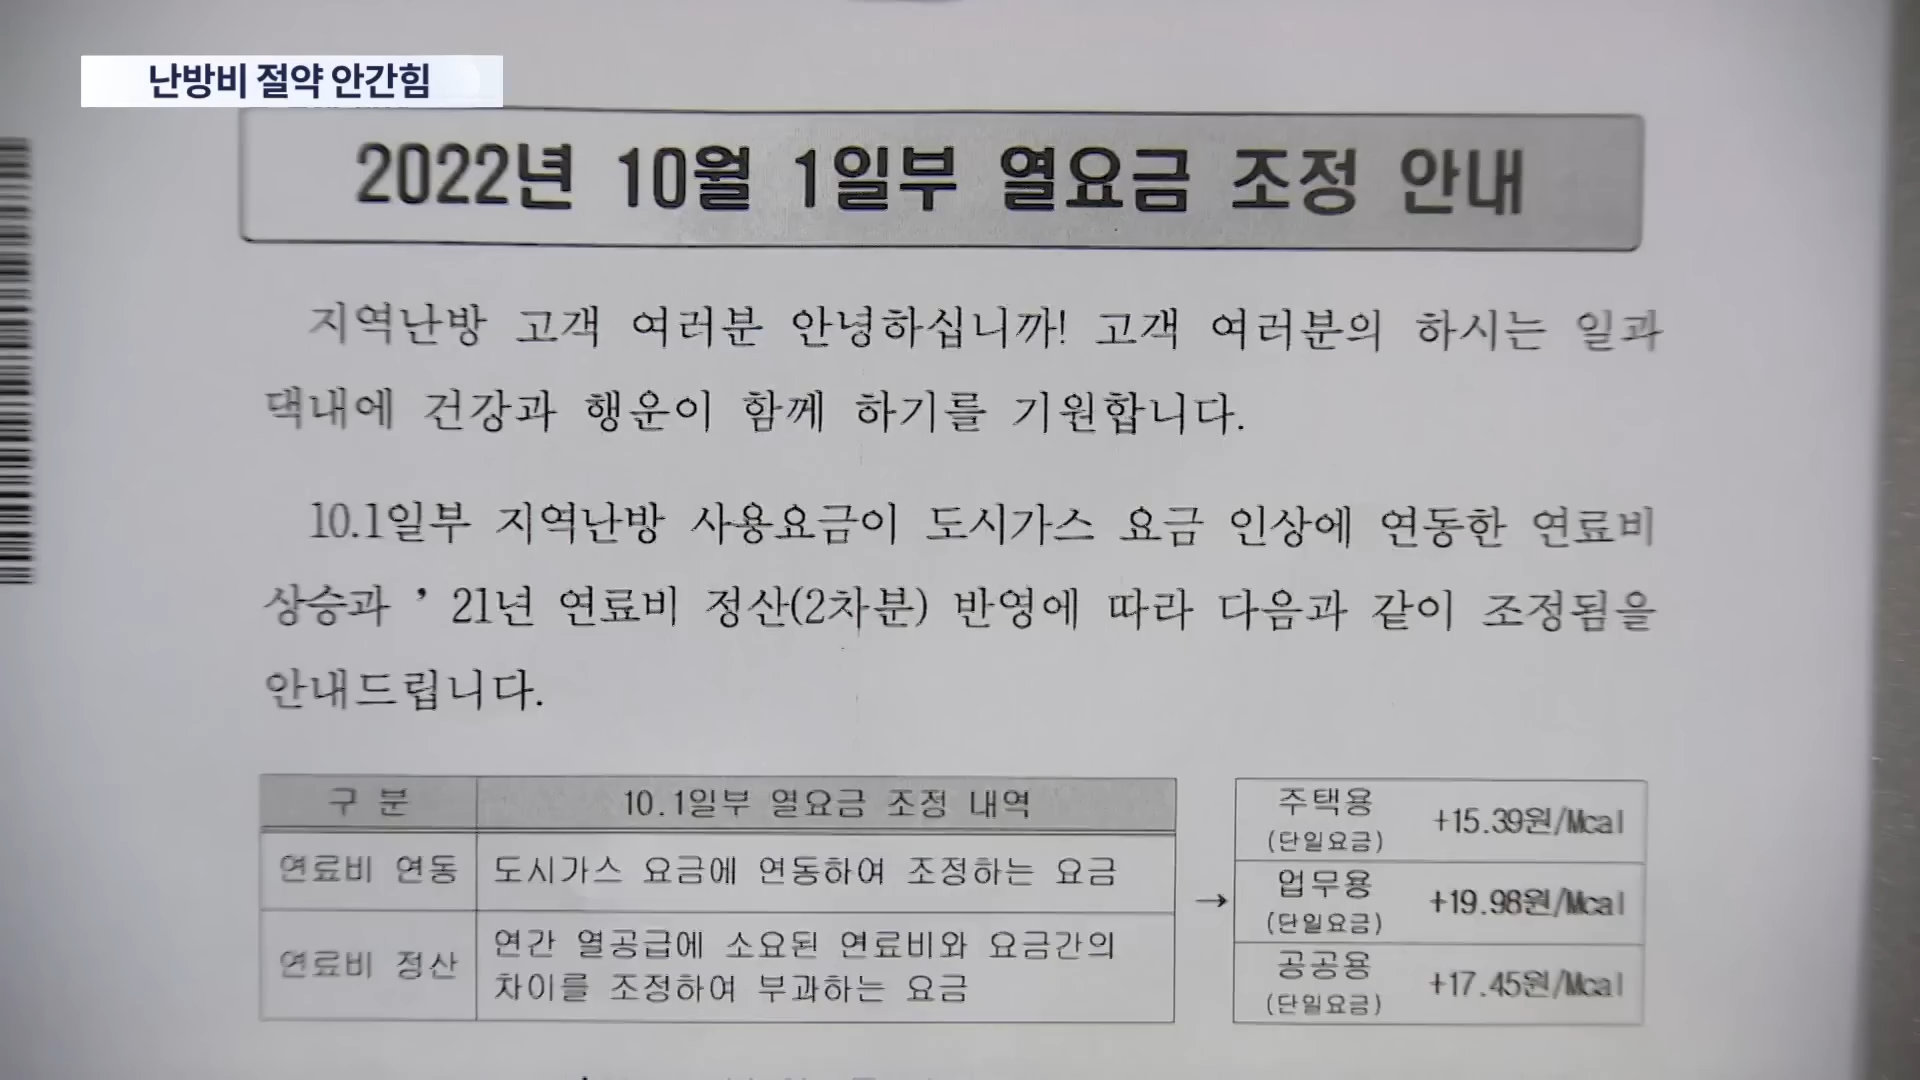 난방비 절약 안간힘
2022년 10월 1일부 열요금 조정 안내
지역난방 고객 여러분 안녕하십니까! 고객 여러분의 하시는 일과
댁내에 건강과 행운이 함께 하기를 기원합니다.
10.1일부 지역난방 사용요금이 도시가스 요금 인상에 연동한 연료비
상승과 ’21년 연료비 정산(2차분) 반영에 따라 다음과 같이 조정됨을
안내드립니다.
구 분 10.1일부 열요금 조정 내역
연료비 연동 도시가스 요금에 연동하여 조정하는 요금
연료비 정산 연간 열공급에 소요된 연료비와 요금간의
차이를 조정하여 부과하는 요금
→
주택용 +15.39원/Mcal
(단일요금)
업무용 +19.98원/Mcal
(단일요금)
공공용 +17.45원/Mcal
(단일요금)